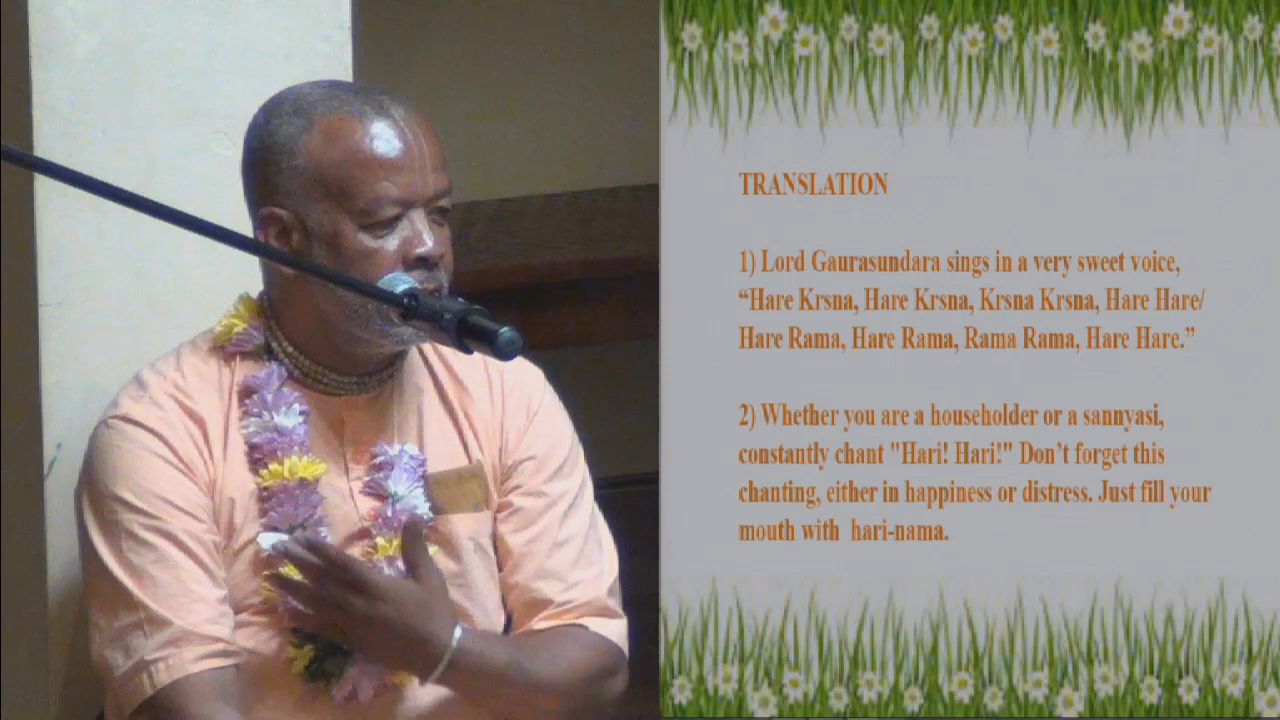 TRANSLATION
1) Lord Gaurasundara sings in a very sweet voice,
“Hare Krsna, Hare Krsna, Krsna Krsna, Hare Hare/
Hare Rama, Hare Rama, Rama Rama, Hare Hare.”
2) Whether you are a householder or a sannyasi,
constantly chant "Hari! Hari!" Don’t forget this
chanting, either in happiness or distress. Just fill your
mouth with hari-nama.